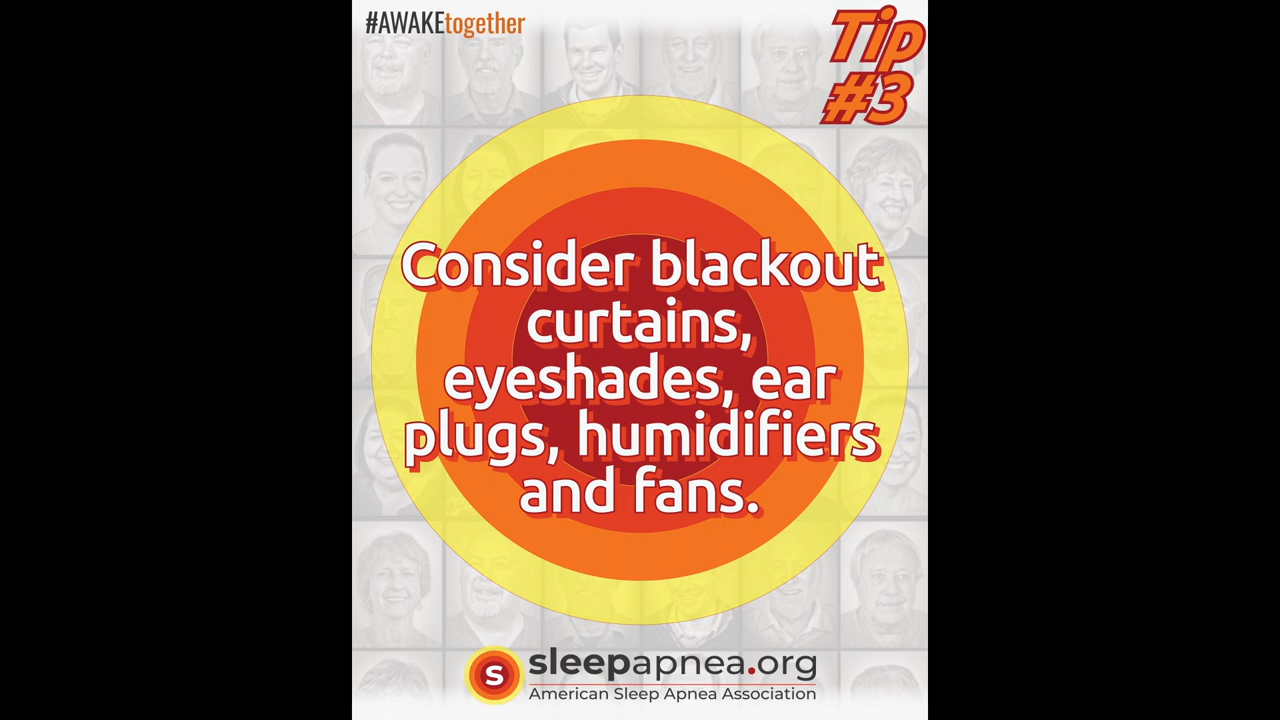 #AWAKEtogether
Tip
#3
Consider blackout
curtains,
eyeshades, ear
plugs, humidifiers
and fans.
s
sleepapnea.org
American Sleep Apnea Association